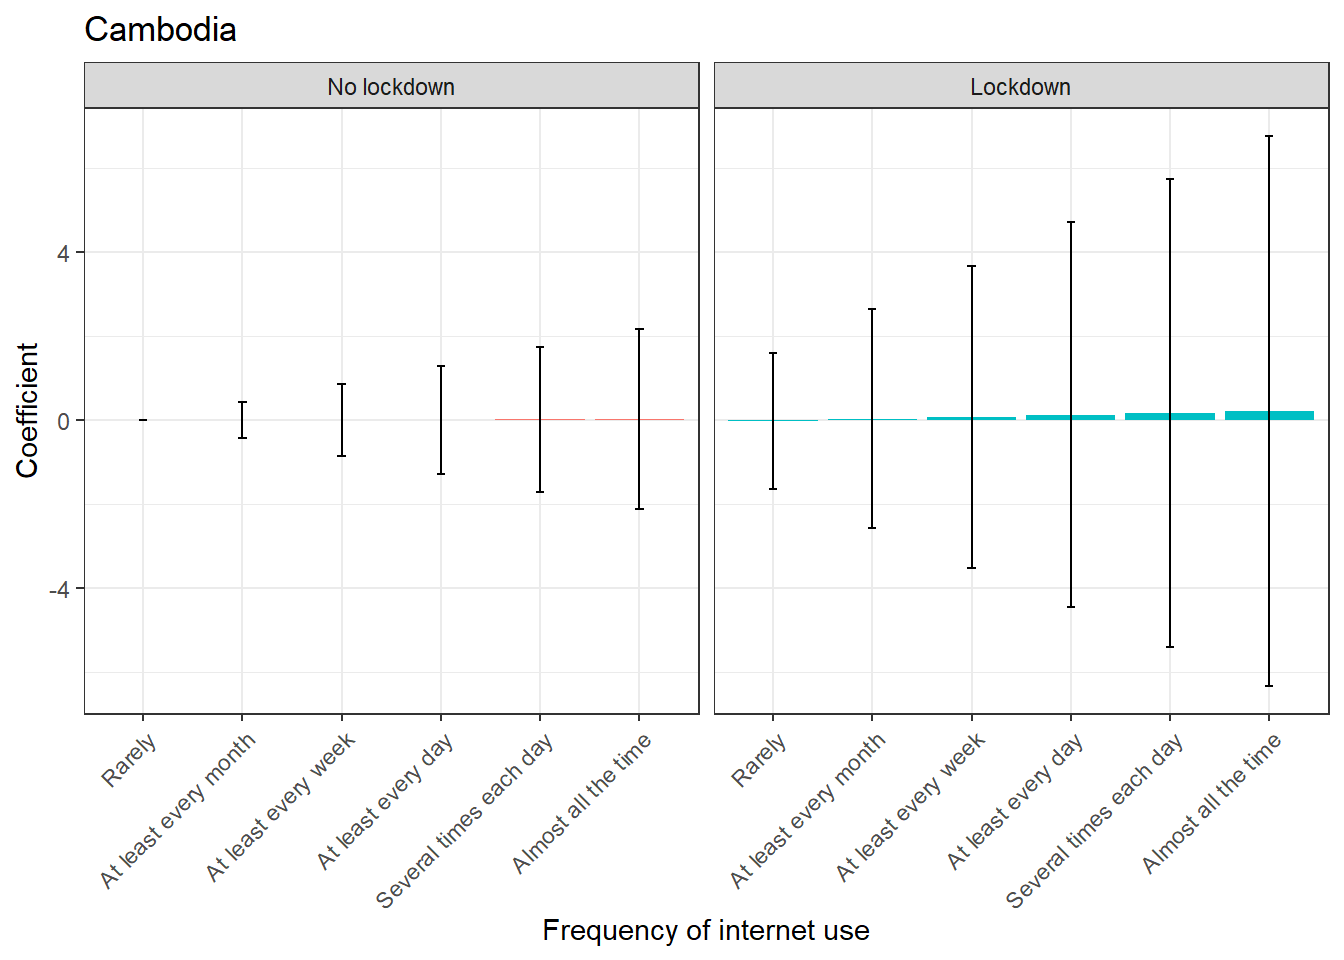 Cambodia
No lockdown
Lockdown
Coefficient
4
0
-4
Rarely
At least every month
At least every week
At least every day
Several times each day
Almost all the time
Rarely
At least every month
At least every week
At least every day
Several times each day
Almost all the time
Frequency of internet use